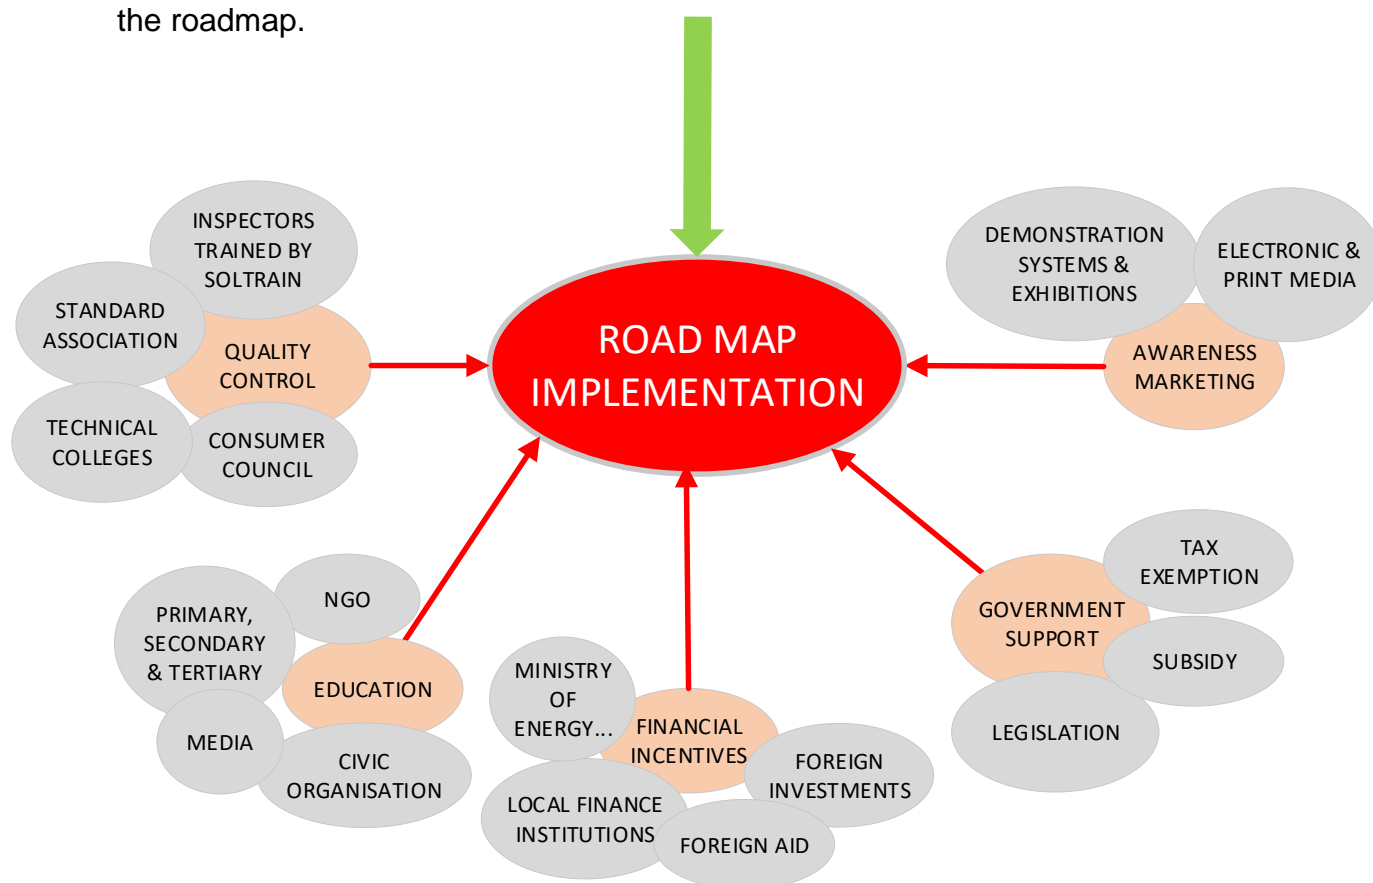 the roadmap.
INSPECTORS
TRAINED BY
SOLTRAIN
STANDARD
ASSOCIATION
QUALITY
CONTROL
TECHNICAL
COLLEGES
CONSUMER
COUNCIL
ROAD MAP
IMPLEMENTATION
DEMONSTRATION
SYSTEMS &
EXHIBITIONS
ELECTRONIC &
PRINT MEDIA
AWARENESS
MARKETING
NGO
PRIMARY,
SECONDARY
& TERTIARY
EDUCATION
MEDIA
CIVIC
ORGANISATION
MINISTRY
OF
ENERGY...
FINANCIAL
INCENTIVES
FOREIGN
INVESTMENTS
LOCAL FINANCE
INSTITUTIONS
FOREIGN AID
TAX
EXEMPTION
GOVERNMENT
SUPPORT
SUBSIDY
LEGISLATION